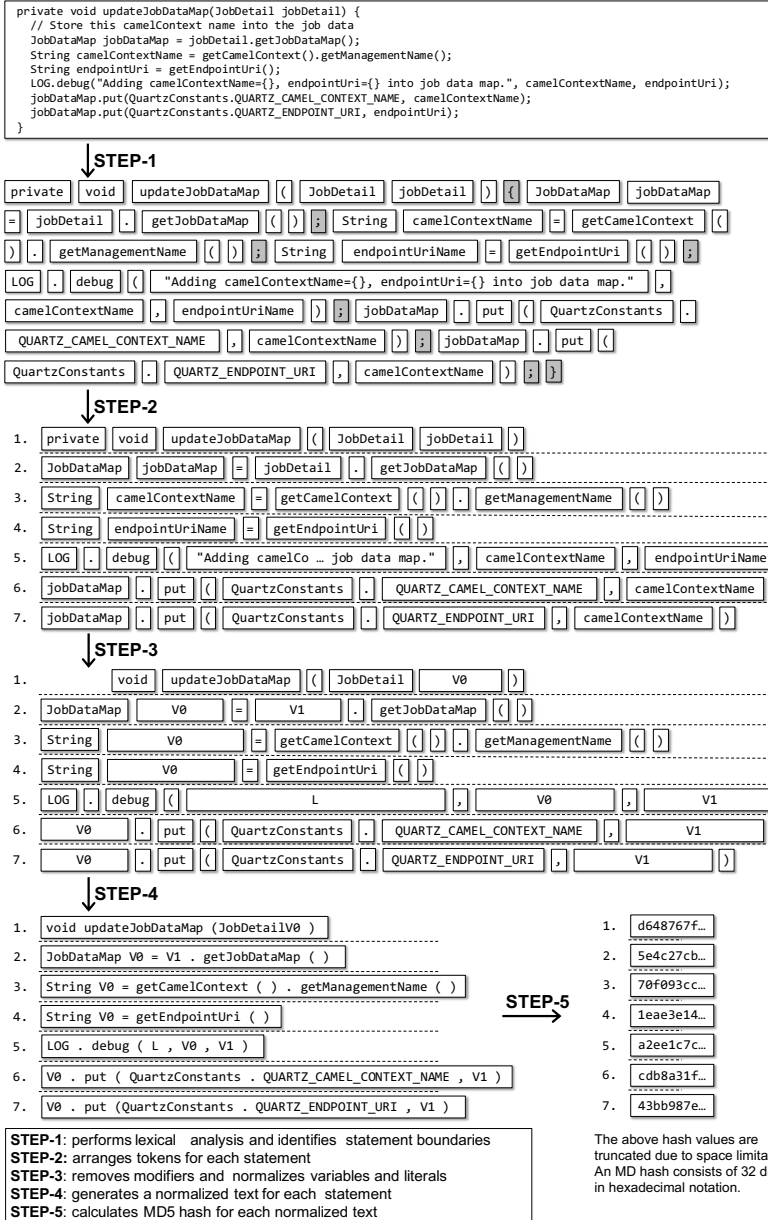 private void updateJobDataMap(JobDetail jobDetail) {
// Store this camelContext name into the job data
JobDataMap jobDataMap = jobDetail.getJobDataMap();
String camelContextName = getCamelContext().getManagementName();
String endpointUri = getEndpointUri();
LOG.debug("Adding camelContextName={}, endpointUri={} into job data map.", camelContextName, endpointUri);
jobDataMap.put(QuartzConstants.QUARTZ_CAMEL_CONTEXT_NAME, camelContextName);
jobDataMap.put(QuartzConstants.QUARTZ_ENDPOINT_URI, endpointUri);
}
STEP-1
private void updateJobDataMap ( JobDetail jobDetail ) { JobDataMap jobDataMap
= jobDetail . getJobDataMap ( ) ; String camelContextName = getCamelContext (
) . getManagementName ( ) ; String endpointUriName = getEndpointUri ( ) ;
LOG . debug ( "Adding camelContextName={}, endpointUri={} into job data map." ,
camelContextName , endpointUriName ) ; jobDataMap . put ( QuartzConstants .
QUARTZ_CAMEL_CONTEXT_NAME , camelContextName ) ; jobDataMap . put (
QuartzConstants . QUARTZ_ENDPOINT_URI , camelContextName ) ; }
STEP-2
1. private void updateJobDataMap ( JobDetail jobDetail )
2. JobDataMap jobDataMap = jobDetail . getJobDataMap ( )
3. String camelContextName = getCamelContext ( ) . getManagementName ( )
4. String endpointUriName = getEndpointUri ( )
5. LOG . debug ( "Adding camelCo … job data map." , camelContextName , endpointUriName
6. jobDataMap . put ( QuartzConstants . QUARTZ_CAMEL_CONTEXT_NAME , camelContextName
7. jobDataMap . put ( QuartzConstants . QUARTZ_ENDPOINT_URI , camelContextName )
STEP-3
1. void updateJobDataMap ( JobDetail V0 )
2. JobDataMap V0 = V1 . getJobDataMap ( )
3. String V0 = getCamelContext ( ) . getManagementName ( )
4. String V0 = getEndpointUri ( )
5. LOG . debug ( L , V0 , V1
6. V0 . put ( QuartzConstants . QUARTZ_CAMEL_CONTEXT_NAME , V1
7. V0 . put ( QuartzConstants . QUARTZ_ENDPOINT_URI , V1 )
STEP-4
1. void updateJobDataMap (JobDetailV0 )
2. JobDataMap V0 = V1 . getJobDataMap ( )
3. String V0 = getCamelContext ( ) . getManagementName ( )
4. String V0 = getEndpointUri ( )
5. LOG . debug ( L , V0 , V1 )
6. V0 . put ( QuartzConstants . QUARTZ_CAMEL_CONTEXT_NAME , V1 )
7. V0 . put (QuartzConstants . QUARTZ_ENDPOINT_URI , V1 )
STEP-5
1. d648767f…
2. 5e4c27cb…
3. 70f093cc…
4. 1eae3e14…
5. a2ee1c7c…
6. cdb8a31f…
7. 43bb987e…
STEP-1: performs lexical analysis and identifies statement boundaries
STEP-2: arranges tokens for each statement
STEP-3: removes modifiers and normalizes variables and literals
STEP-4: generates a normalized text for each statement
STEP-5: calculates MD5 hash for each normalized text
The above hash values are
truncated due to space limita
An MD hash consists of 32 d
in hexadecimal notation.